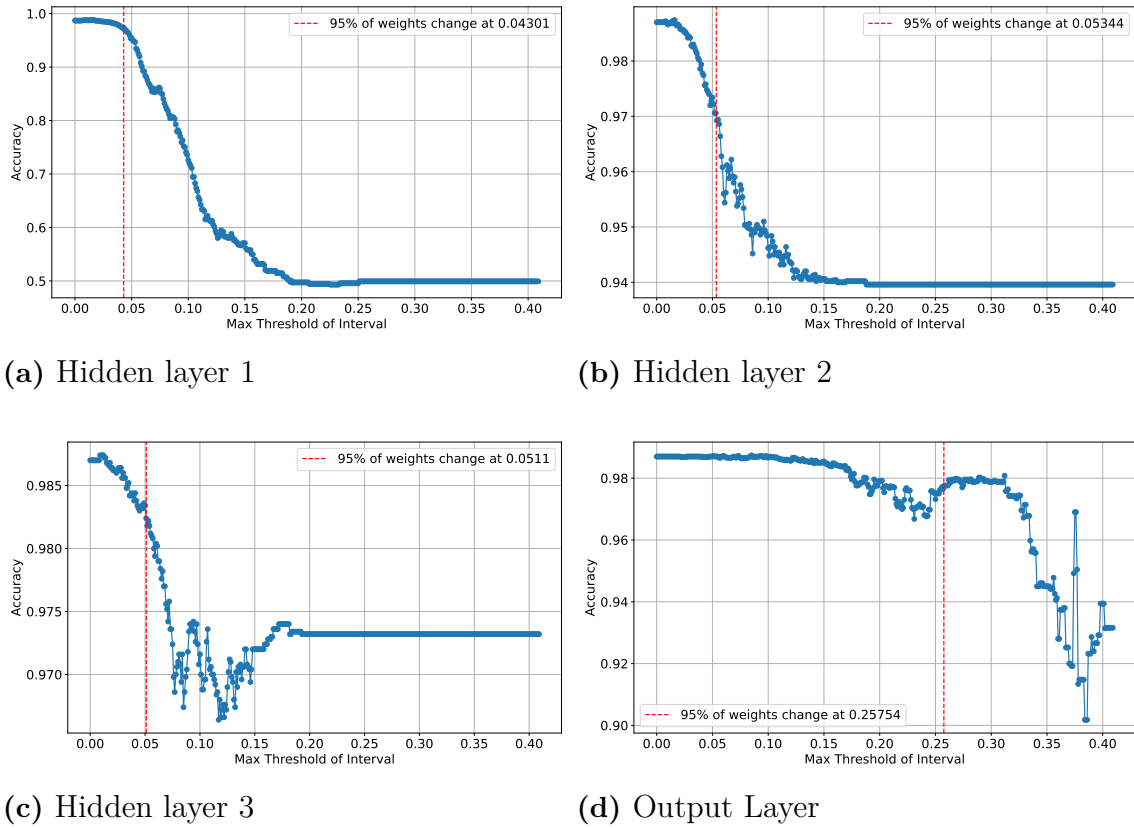 95% of weights change at 0.04301
1.0
0.9
0.8
0.7
0.6
0.5
Accuracy
0.00 0.05 0.10 0.15 0.20 0.25 0.30 0.35 0.40
Max Threshold of Interval
(a) Hidden layer 1
95% of weights change at 0.05344
0.98
0.97
0.96
0.95
0.94
Accuracy
0.00 0.05 0.10 0.15 0.20 0.25 0.30 0.35 0.40
Max Threshold of Interval
(b) Hidden layer 2
95% of weights change at 0.0511
0.985
0.980
0.975
0.970
Accuracy
0.00 0.05 0.10 0.15 0.20 0.25 0.30 0.35 0.40
Max Threshold of Interval
(c) Hidden layer 3
0.98
0.96
0.94
0.92
0.90
Accuracy
95% of weights change at 0.25754
0.00 0.05 0.10 0.15 0.20 0.25 0.30 0.35 0.40
Max Threshold of Interval
(d) Output Layer